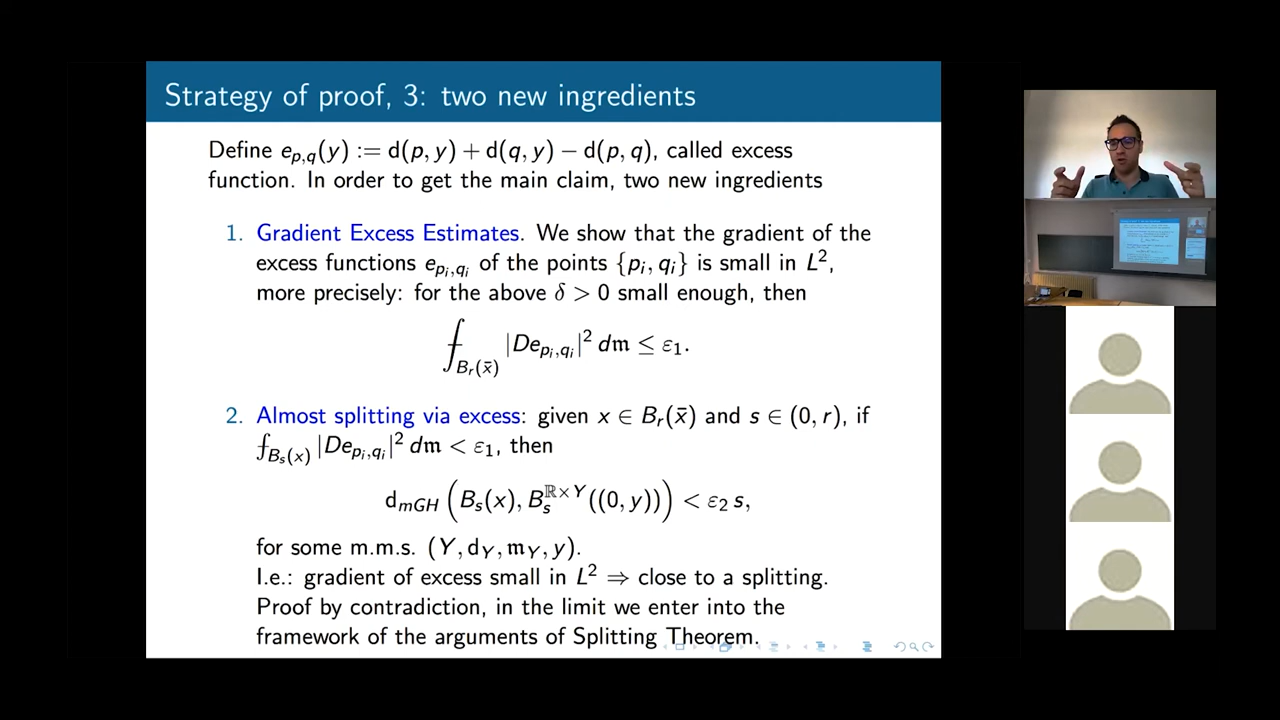 Strategy of proof, 3: two new ingredients
Define e_{p,q}(y) := d(p, y) + d(q, y) − d(p, q), called excess
function. In order to get the main claim, two new ingredients
1. Gradient Excess Estimates. We show that the gradient of the
excess functions e_{p_i,q_i} of the points {p_i, q_i} is small in L²,
more precisely: for the above δ > 0 small enough, then
⨍_{B_r(x̄)} |De_{p_i,q_i}|² d𝔪 ≤ ε₁.
2. Almost splitting via excess: given x ∈ B_r(x̄) and s ∈ (0, r), if
⨍_{B_s(x)} |De_{p_i,q_i}|² d𝔪 < ε₁, then
d_{mGH} (B_s(x), B_s^{ℝ×Y}((0, y))) < ε₂ s,
for some m.m.s. (Y, d_Y, 𝔪_Y, y).
I.e.: gradient of excess small in L² ⇒ close to a splitting.
Proof by contradiction, in the limit we enter into the
framework of the arguments of Splitting Theorem.